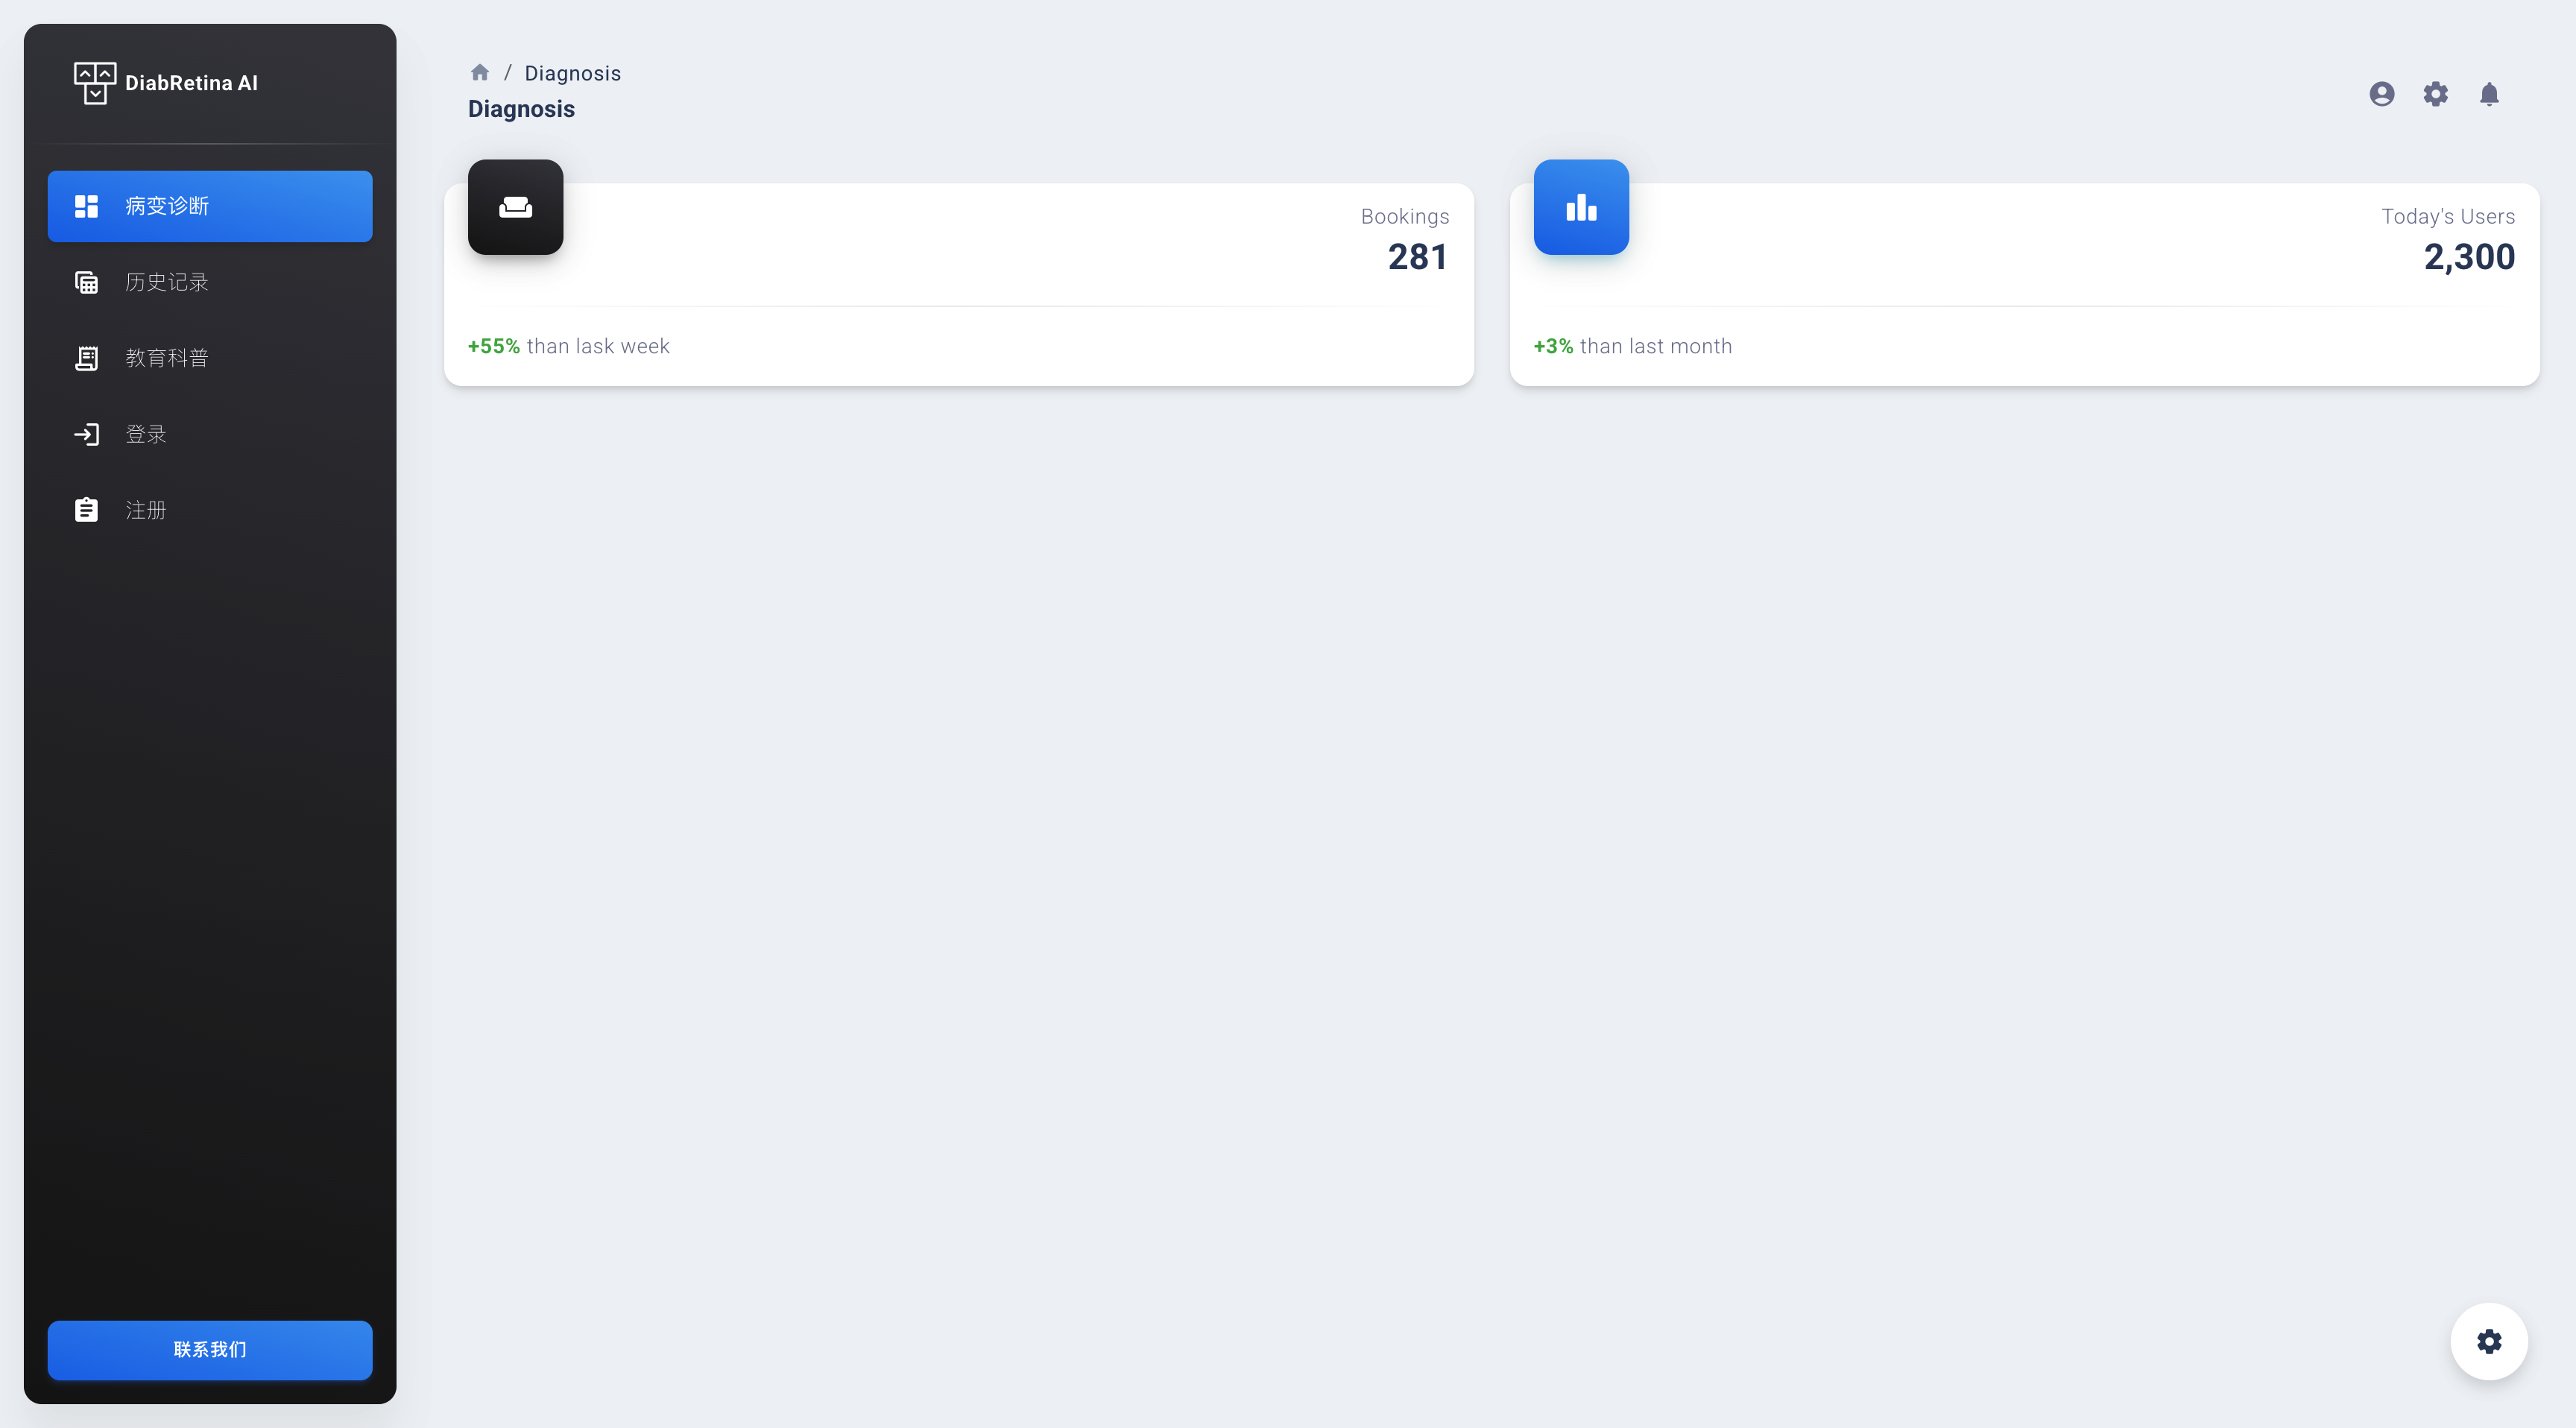 DiabRetina AI
病变诊断
历史记录
教育科普
登录
注册
联系我们
/ Diagnosis
Diagnosis
Bookings
281
+55% than lask week
Today's Users
2,300
+3% than last month